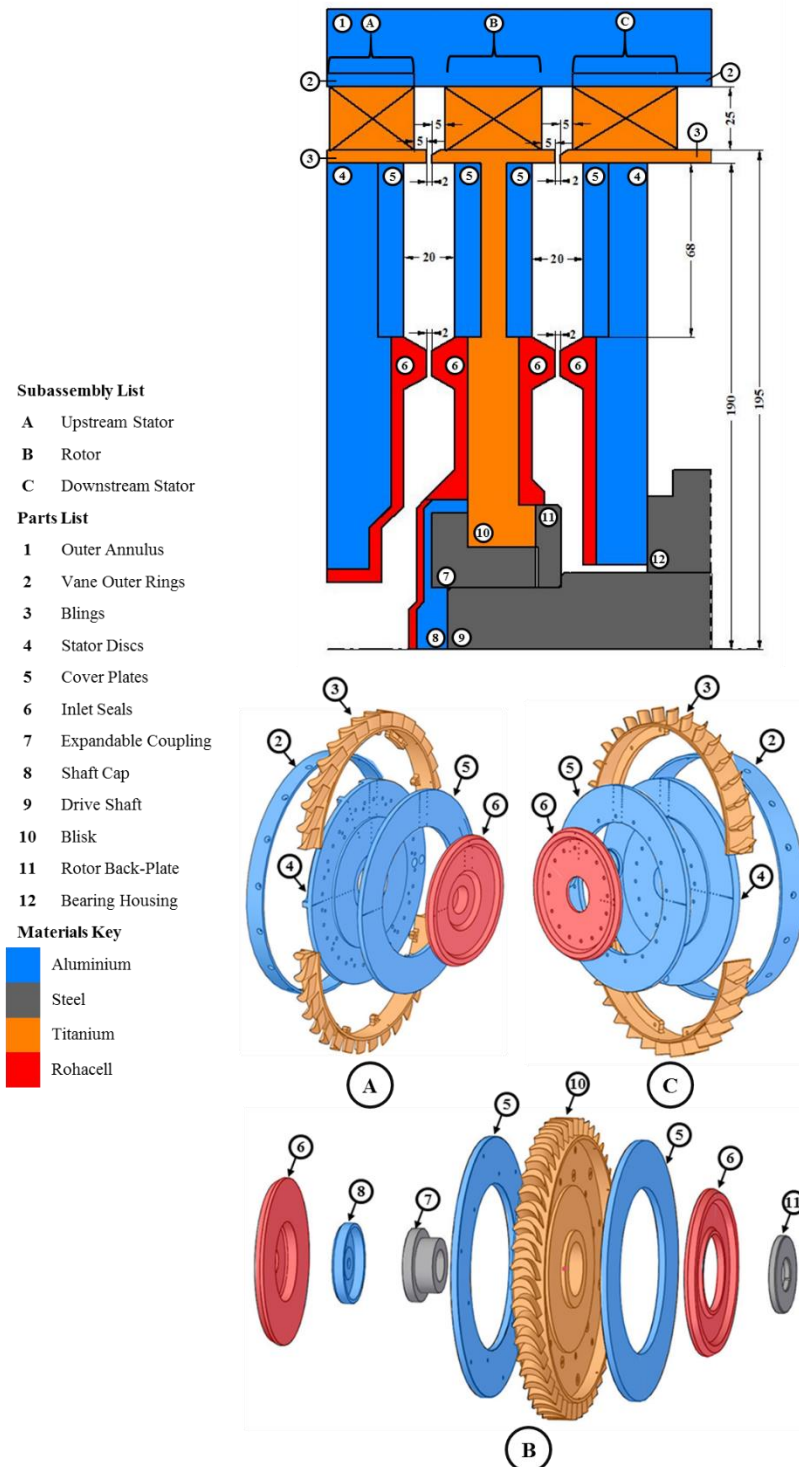 1
A
B
C
2
2
5
5
5
5
25
3
3
4
5
5
5
5
4
2
2
20
20
68
2
2
6
6
6
6
190
195
11
10
12
7
8
9
Subassembly List
A Upstream Stator
B Rotor
C Downstream Stator
Parts List
1 Outer Annulus
2 Vane Outer Rings
3 Blings
4 Stator Discs
5 Cover Plates
6 Inlet Seals
7 Expandable Coupling
8 Shaft Cap
9 Drive Shaft
10 Blisk
11 Rotor Back-Plate
12 Bearing Housing
Materials Key
Aluminium
Steel
Titanium
Rohacell
3
2
5
6
4
A
3
2
5
6
4
C
10
5
5
6
6
8
7
11
B